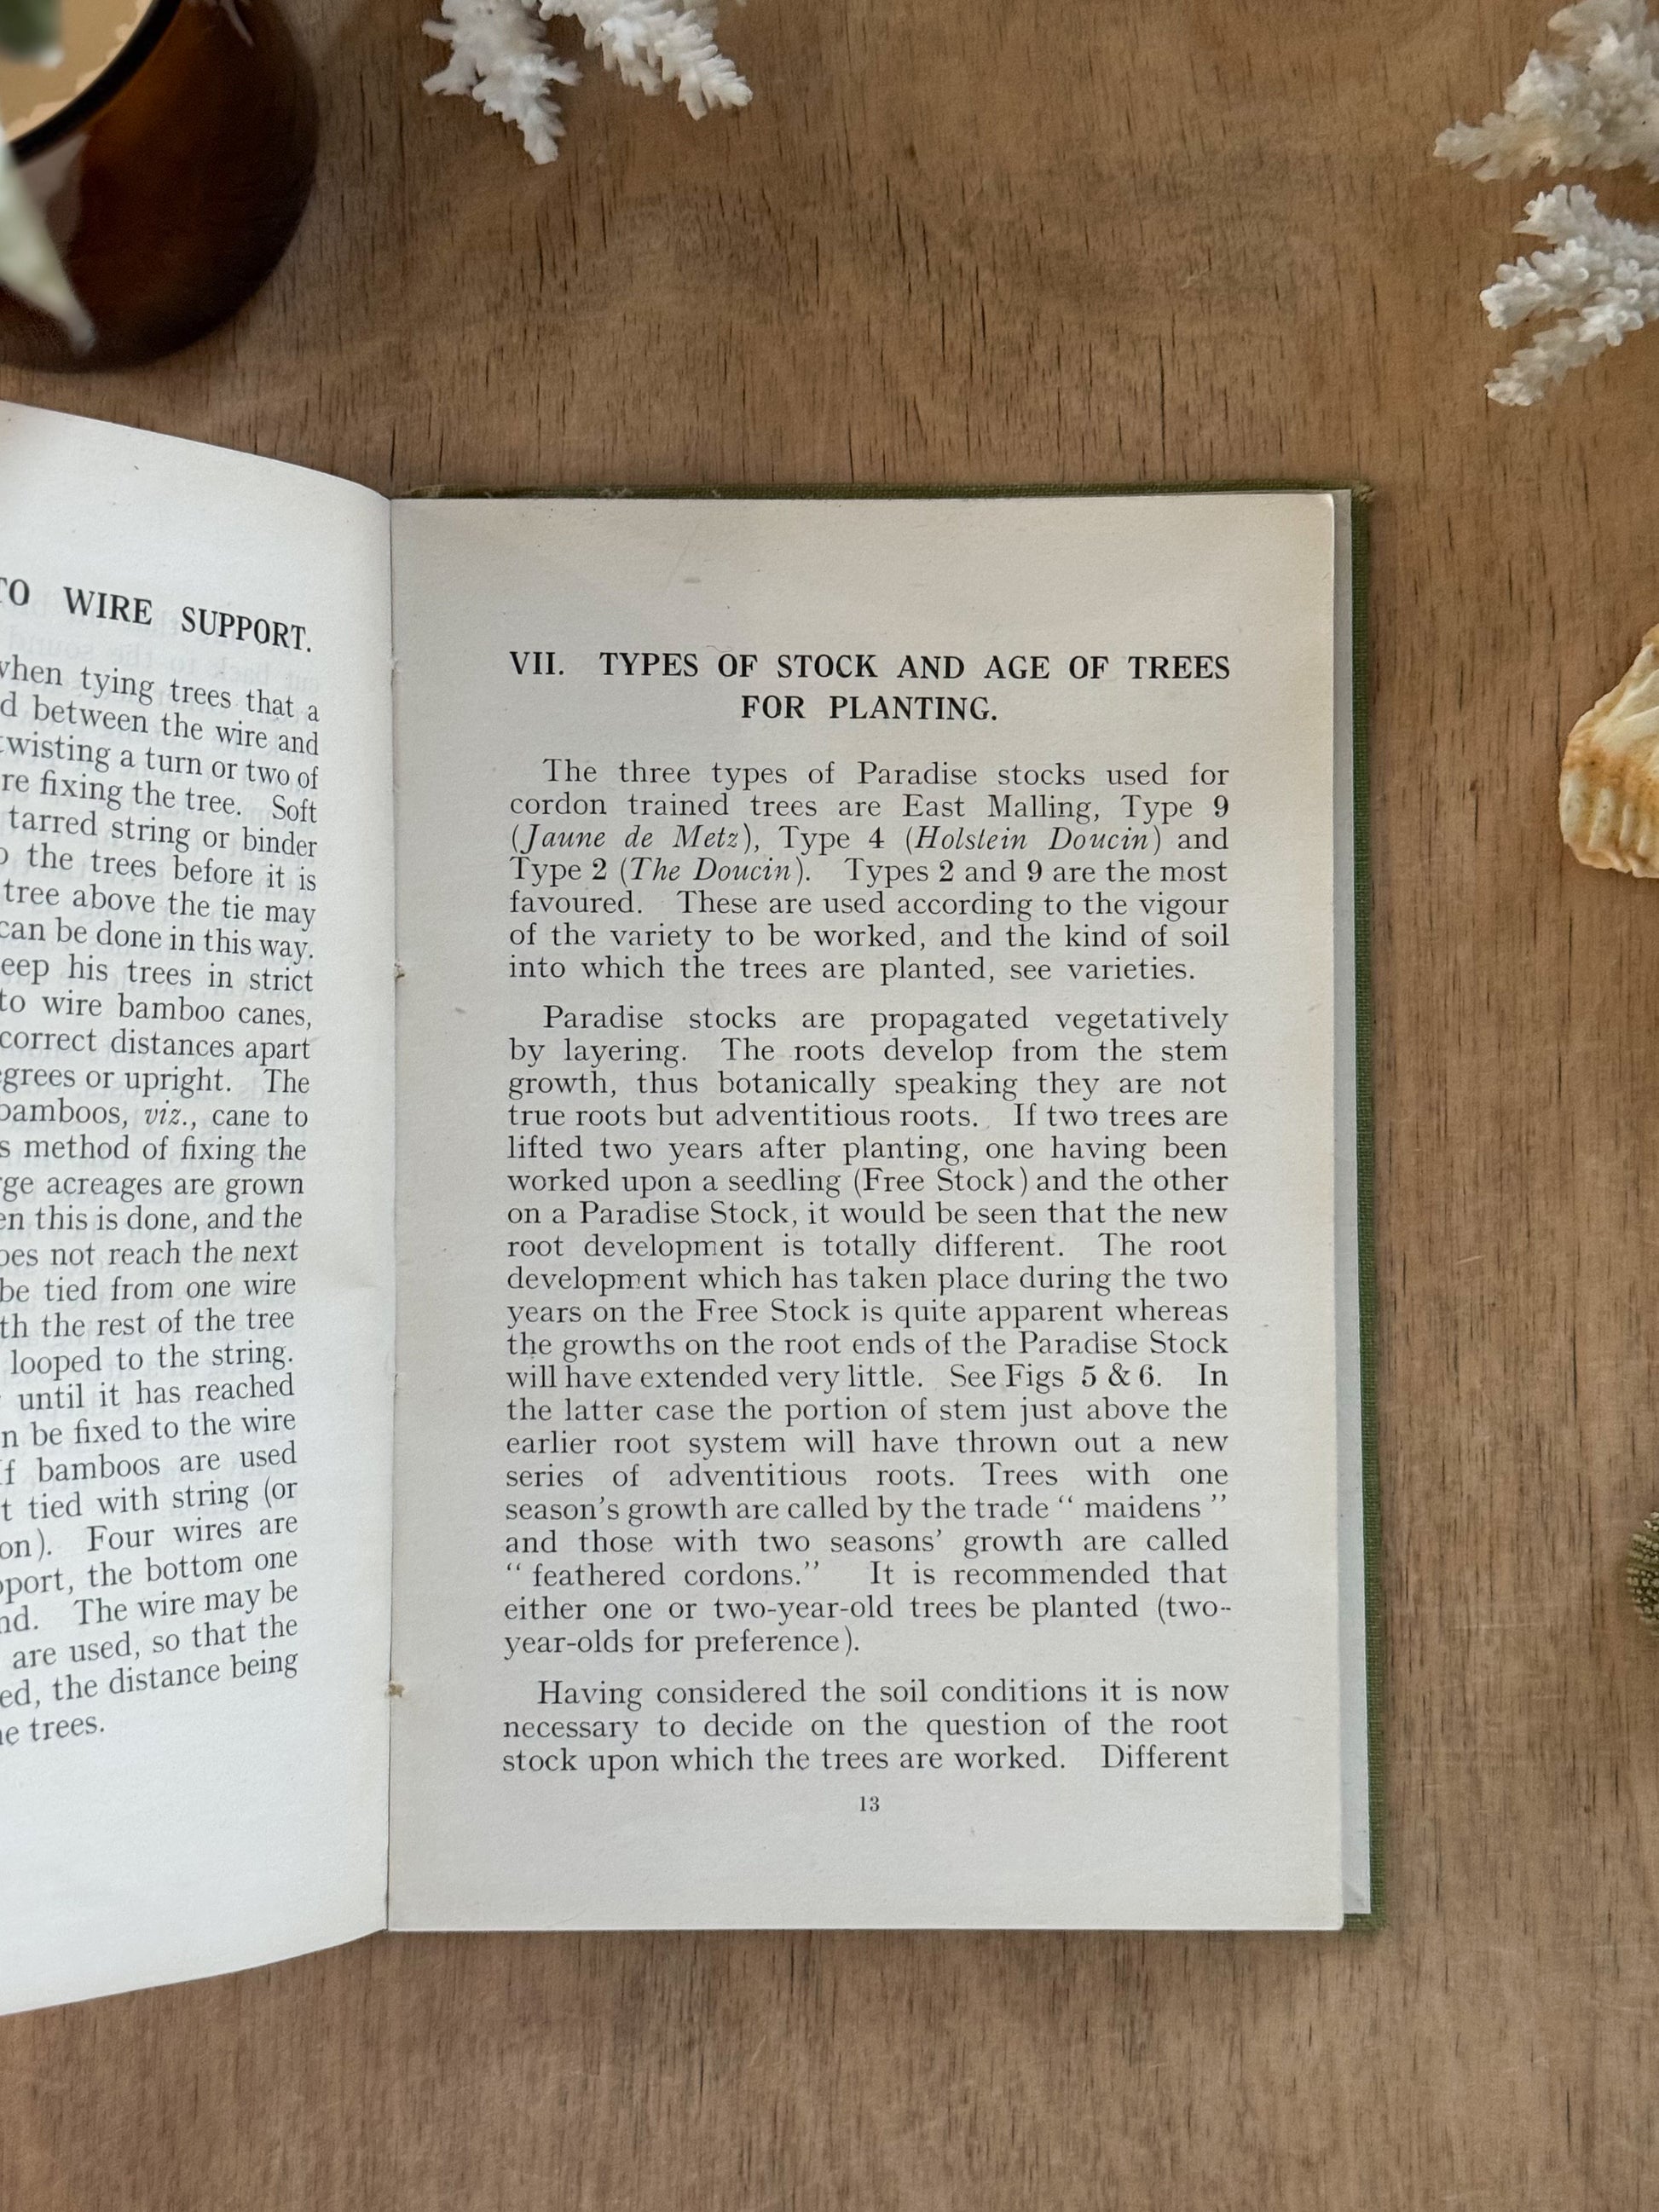 TO WIRE SUPPORT.
when tying trees that a
between the wire and
twisting a turn or two of
fixing the tree. Soft
tarred string or binder
the trees before it is
tree above the tie may
can be done in this way.
his trees in strict
to wire bamboo canes,
correct distances apart
or upright. The
bamboos, viz., cane to
method of fixing the
acreages are grown
this is done, and the
not reach the next
be tied from one wire
the rest of the tree
looped to the string.
until it has reached
be fixed to the wire
If bamboos are used
tied with string (or
Four wires are
the bottom one
The wire may be
are used, so that the
the distance being
trees.
VII. TYPES OF STOCK AND AGE OF TREES
FOR PLANTING.
The three types of Paradise stocks used for
cordon trained trees are East Malling, Type 9
(Jaune de Metz), Type 4 (Holstein Doucin) and
Type 2 (The Doucin). Types 2 and 9 are the most
favoured. These are used according to the vigour
of the variety to be worked, and the kind of soil
into which the trees are planted, see varieties.
Paradise stocks are propagated vegetatively
by layering. The roots develop from the stem
growth, thus botanically speaking they are not
true roots but adventitious roots. If two trees are
lifted two years after planting, one having been
worked upon a seedling (Free Stock) and the other
on a Paradise Stock, it would be seen that the new
root development is totally different. The root
development which has taken place during the two
years on the Free Stock is quite apparent whereas
the growths on the root ends of the Paradise Stock
will have extended very little. See Figs 5 & 6. In
the latter case the portion of stem just above the
earlier root system will have thrown out a new
series of adventitious roots. Trees with one
season's growth are called by the trade “ maidens ”
and those with two seasons' growth are called
“ feathered cordons.” It is recommended that
either one or two-year-old trees be planted (two-
year-olds for preference).
Having considered the soil conditions it is now
necessary to decide on the question of the root
stock upon which the trees are worked. Different
13